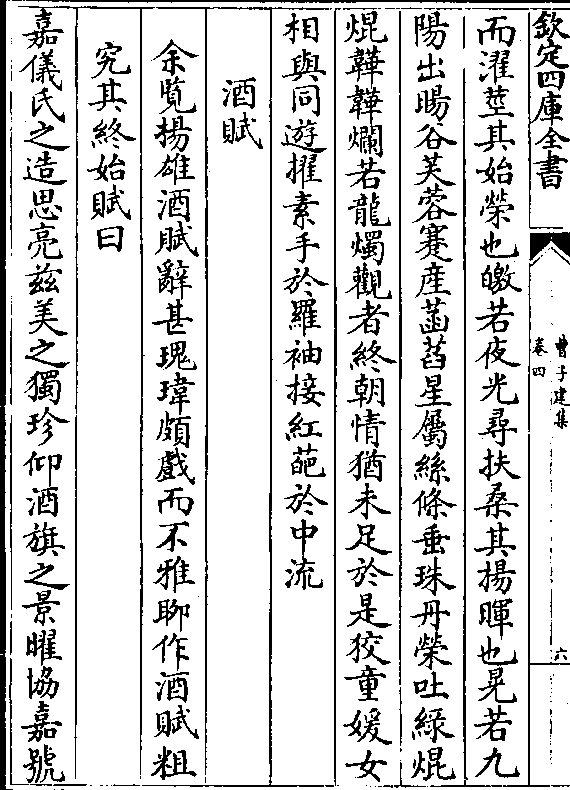 欽定四庫全書
曹子建集
卷四
六
而濯莖其始榮也皦若夜光尋扶桑其揚暉也晃若九
陽出暘谷芙蓉蹇産菡萏星屬絲條垂珠丹榮吐綠焜
焜韡韡爛若龍燭觀者終朝情猶未足於是狡童媛女
相與同遊擢素手於羅袖接紅葩於中流
酒賦
余覧揚雄酒賦辭甚瑰瑋頗戲而不雅聊作酒賦粗
究其終始賦曰
嘉儀氏之造思亮兹美之獨珍仰酒旗之景曜協嘉號